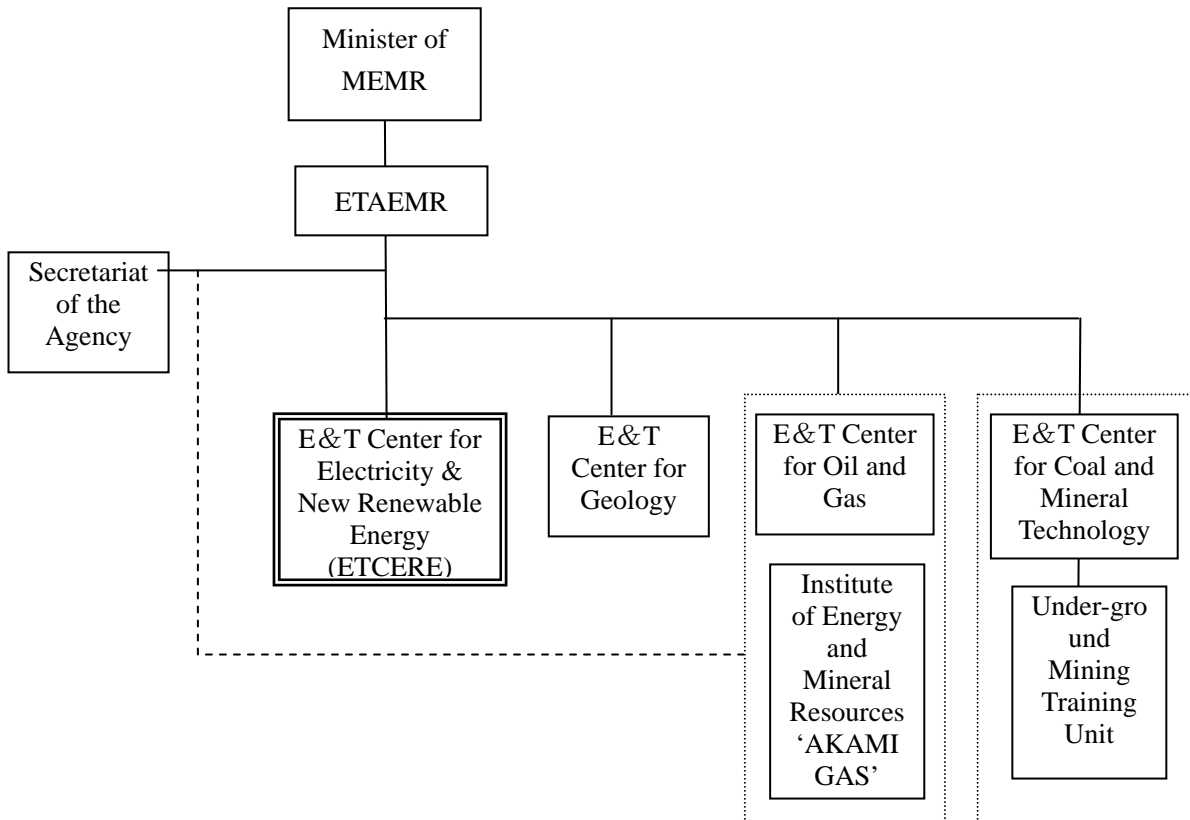 Minister of
MEMR
ETAEMR
Secretariat
of the
Agency
E&T Center for
Electricity &
New Renewable
Energy
(ETCERE)
E&T
Center for
Geology
E&T Center
for Oil and
Gas
E&T Center
for Coal and
Mineral
Technology
Institute
of Energy
and
Mineral
Resources
‘AKAMI
GAS’
Under-gro
und
Mining
Training
Unit